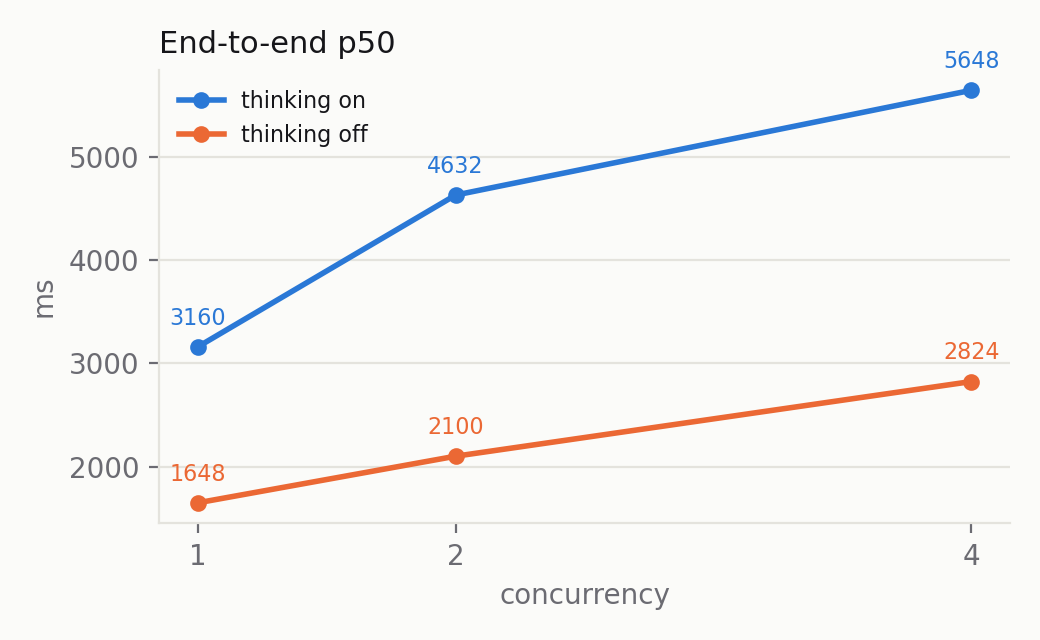 End-to-end p50
5648
thinking on
thinking off
5000
4632
4000
ms
3160
3000
2824
2100
2000
1648
1
2
4
concurrency